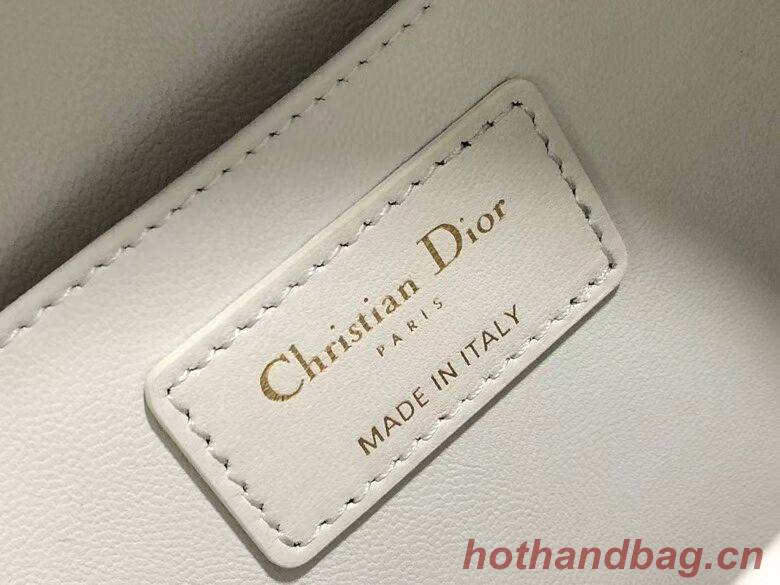 Christian Dior
PARIS
MADE IN ITALY
hothandbag.cn